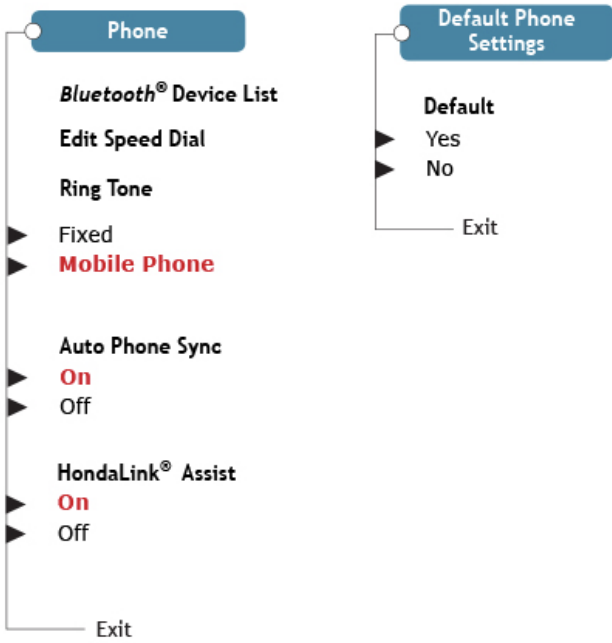 Phone
Bluetooth® Device List
Edit Speed Dial
Ring Tone
Fixed
Mobile Phone
Auto Phone Sync
On
Off
HondaLink® Assist
On
Off
Exit
Default Phone
Settings
Default
Yes
No
Exit